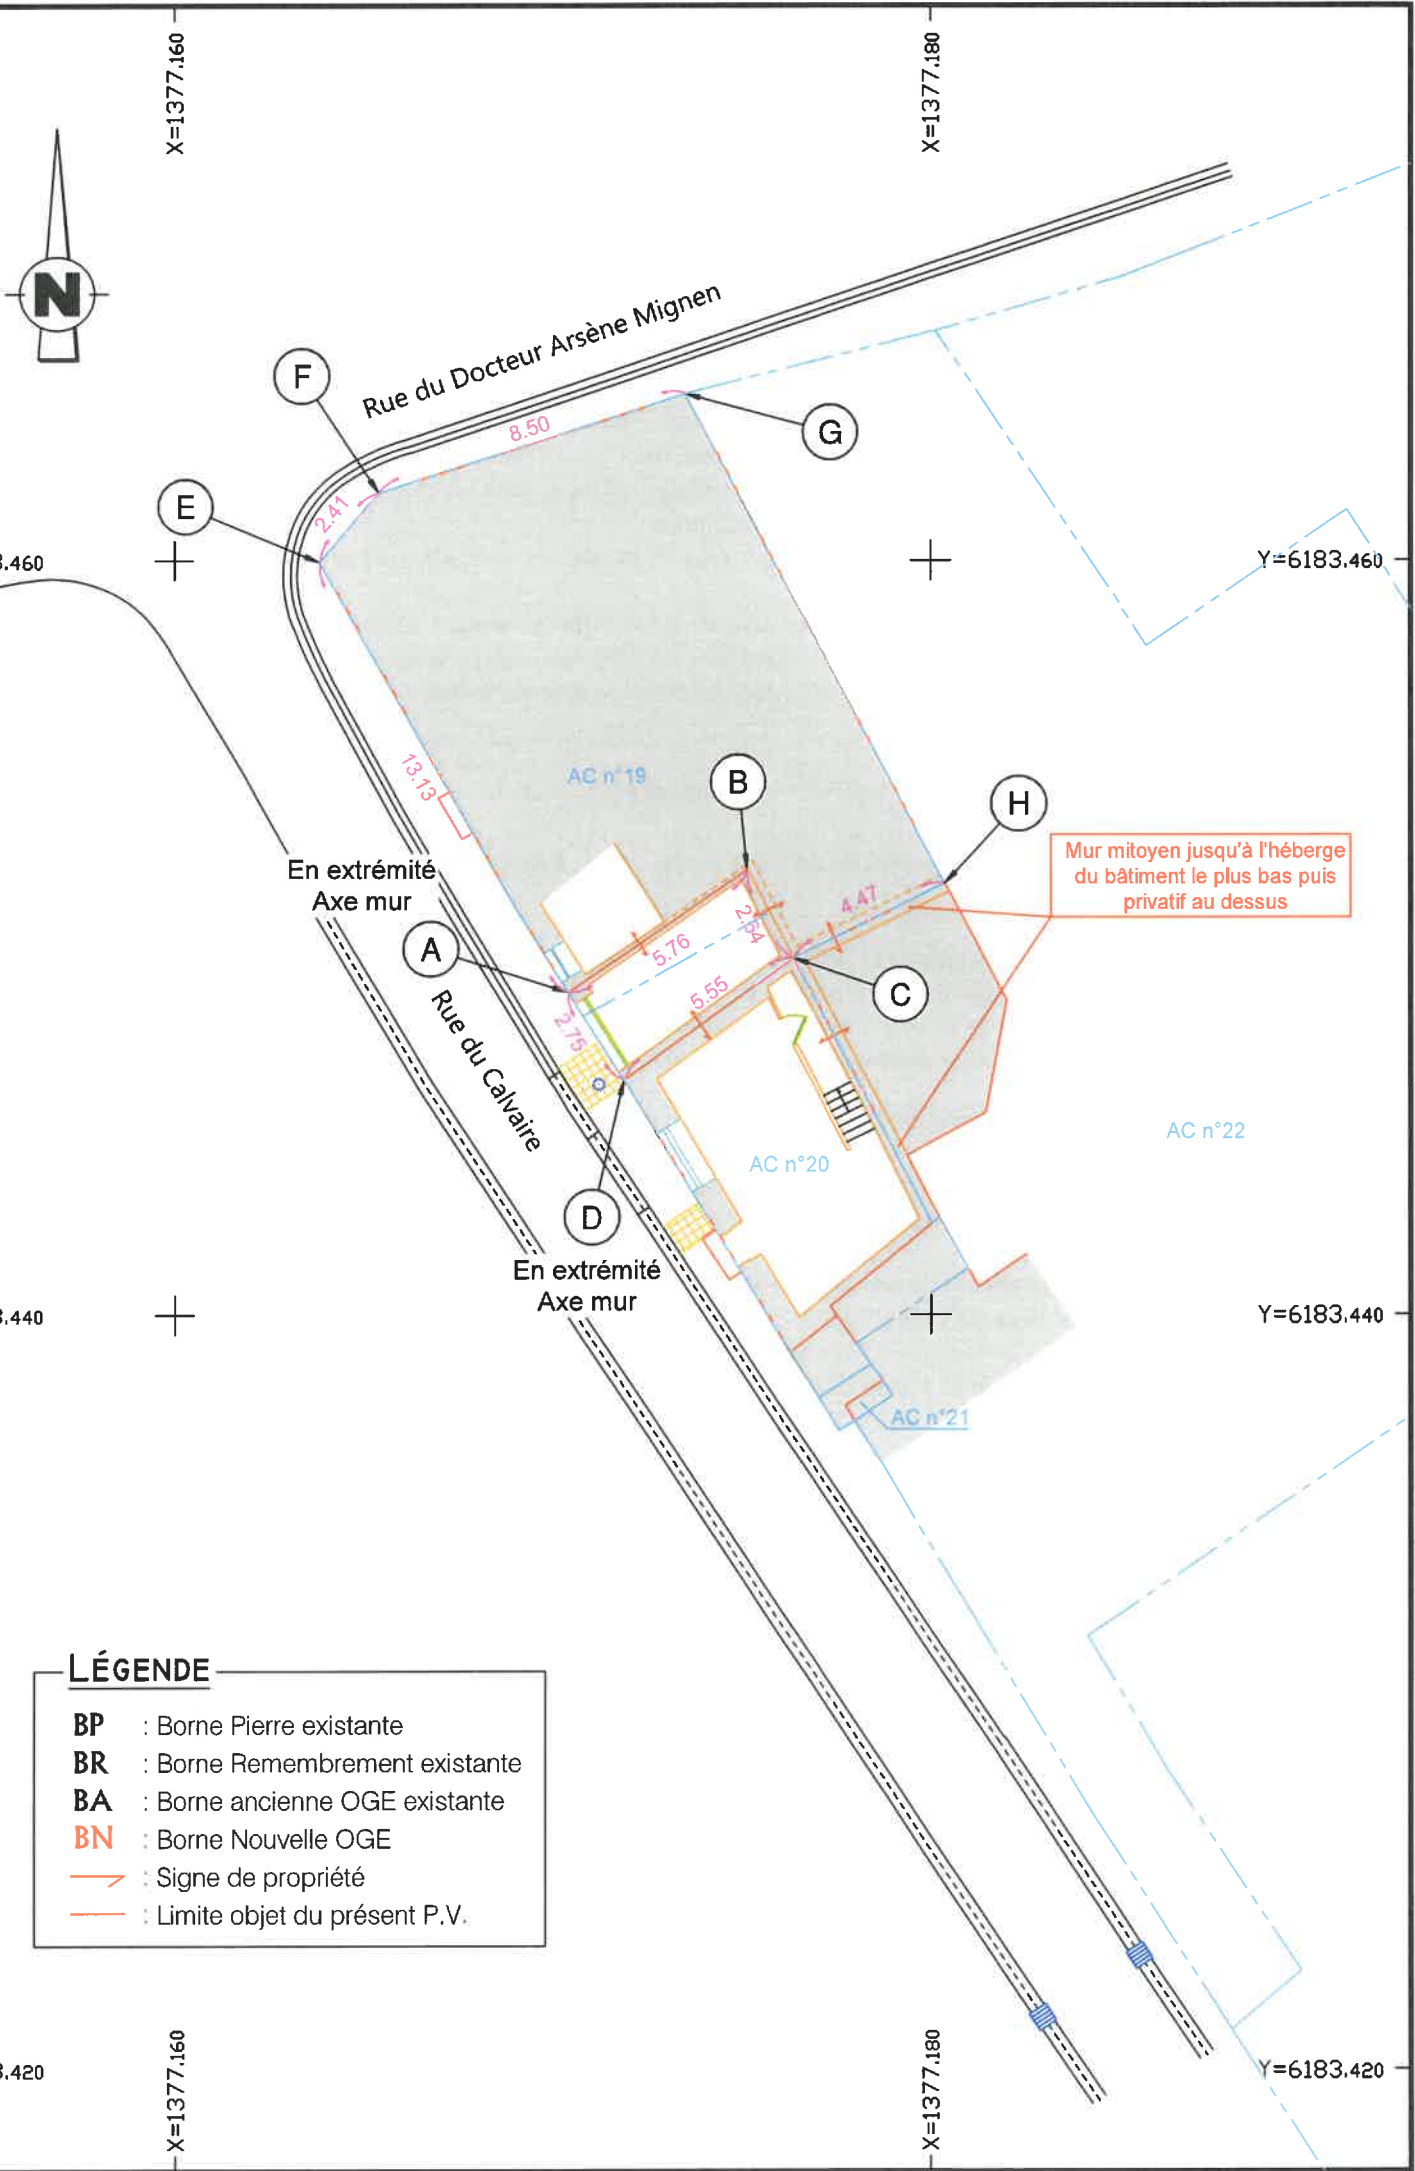 X=1377.160
X=1377.180
N
Rue du Docteur Arsène Mignen
F
8.50
G
E
2.41
3.460
Y=6183.460
13.13
AC n°19
B
H
Mur mitoyen jusqu'à l'héberge
du bâtiment le plus bas puis
privatif au dessus
En extrémité
Axe mur
4.47
2.64
A
5.76
C
5.55
Rue du Calvaire
2.75
AC n°22
AC n°20
D
En extrémité
Axe mur
3.440
Y=6183.440
AC n°21
LÉGENDE
BP : Borne Pierre existante
BR : Borne Remembrement existante
BA : Borne ancienne OGE existante
BN : Borne Nouvelle OGE
: Signe de propriété
: Limite objet du présent P.V.
3.420
X=1377.160
X=1377.180
Y=6183.420